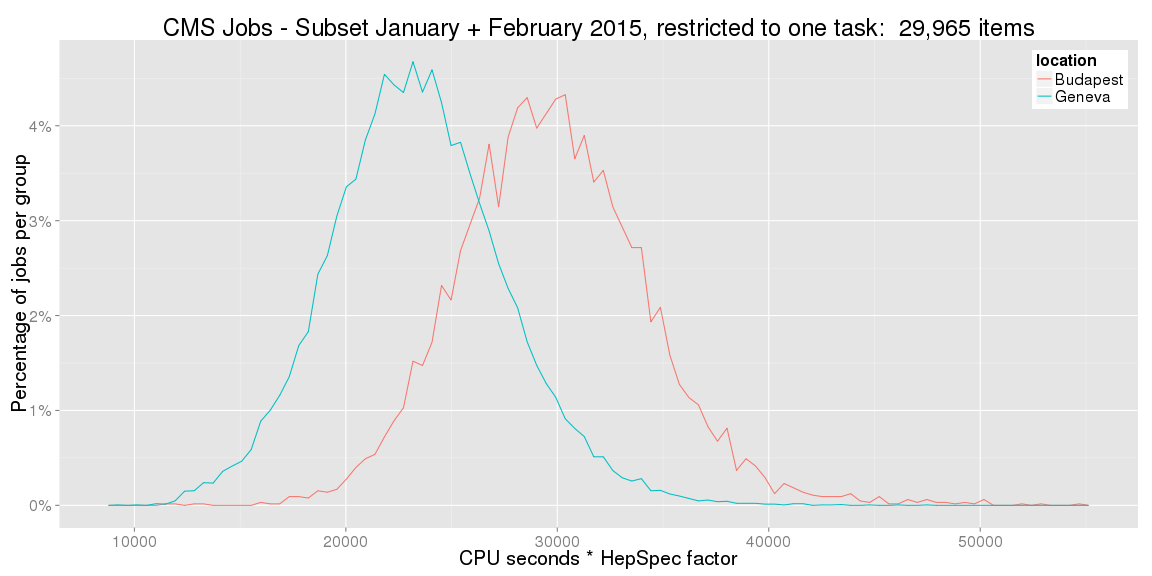 CMS Jobs - Subset January + February 2015, restricted to one task:  29,965 items
location
Budapest
Geneva
Percentage of jobs per group
4%
3%
2%
1%
0%
10000 20000 30000 40000 50000
CPU seconds * HepSpec factor